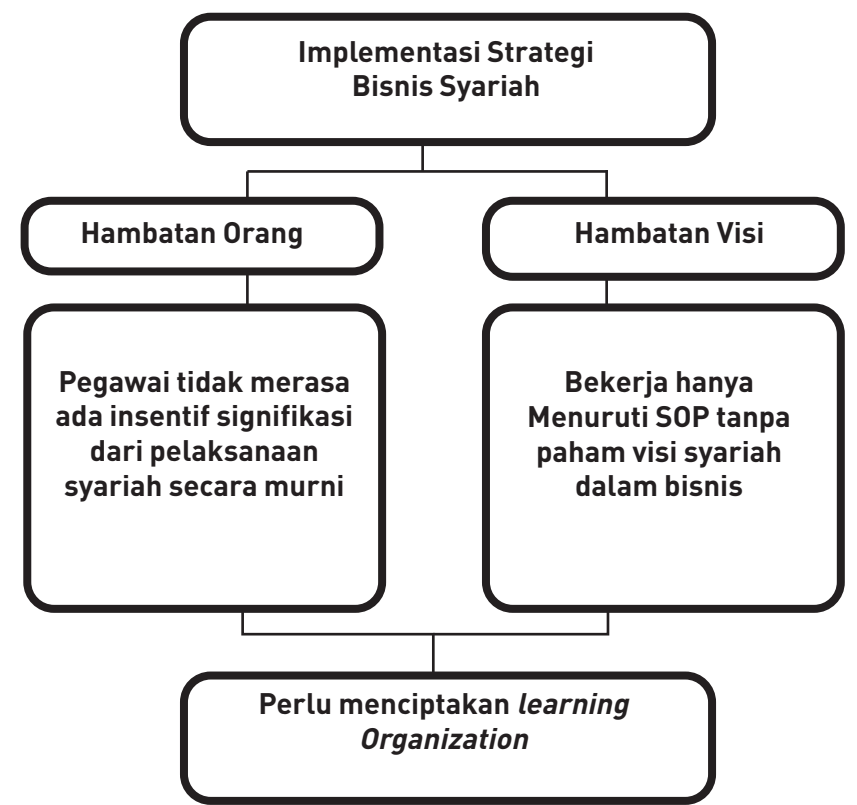 Implementasi Strategi
Bisnis Syariah
Hambatan Orang
Hambatan Visi
Pegawai tidak merasa
ada insentif signifikasi
dari pelaksanaan
syariah secara murni
Bekerja hanya
Menuruti SOP tanpa
paham visi syariah
dalam bisnis
Perlu menciptakan learning
Organization